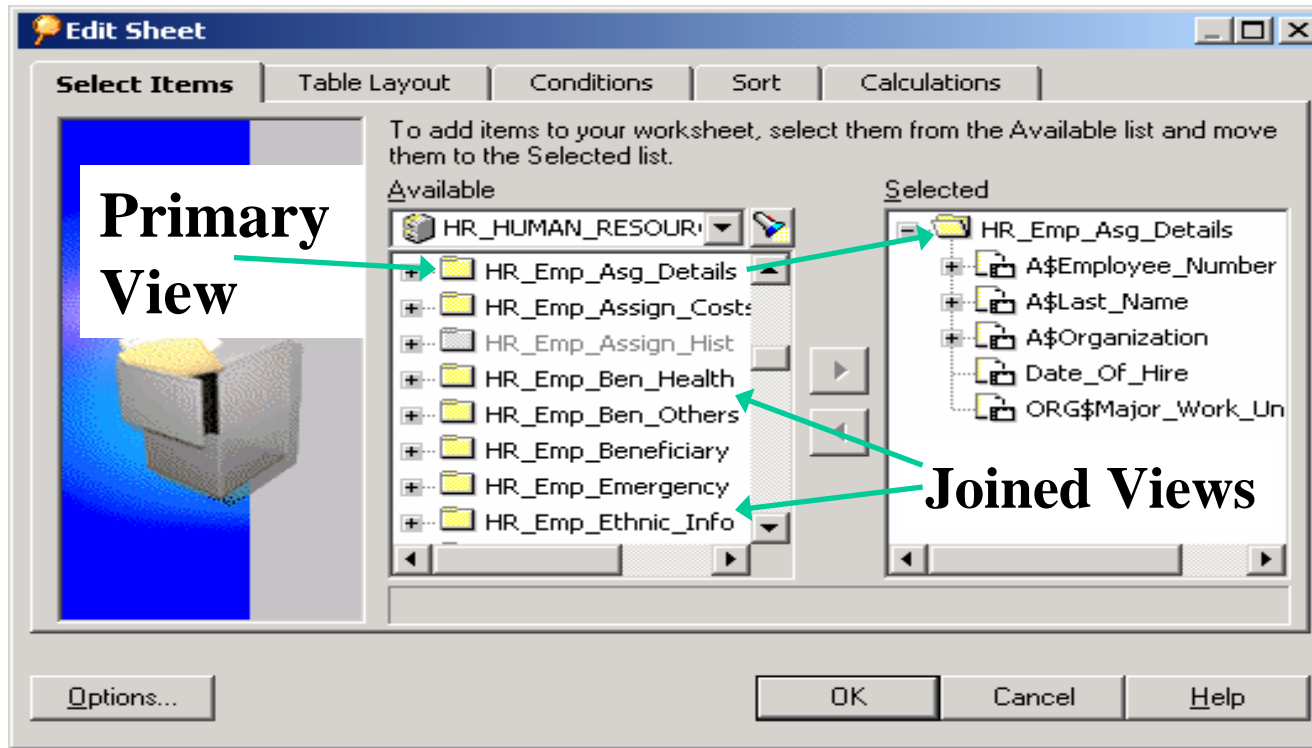 Edit Sheet
Select Items
Table Layout
Conditions
Sort
Calculations
To add items to your worksheet, select them from the Available list and move
them to the Selected list.
Primary
View
Available
HR_HUMAN_RESOUR
HR_Emp_Asg_Details
HR_Emp_Assign_Costs
HR_Emp_Assign_Hist
HR_Emp_Ben_Health
HR_Emp_Ben_Others
HR_Emp_Beneficiary
HR_Emp_Emergency
HR_Emp_Ethnic_Info
Selected
HR_Emp_Asg_Details
A$Employee_Number
A$Last_Name
A$Organization
Date_Of_Hire
ORG$Major_Work_Un
Joined Views
Options...
OK
Cancel
Help